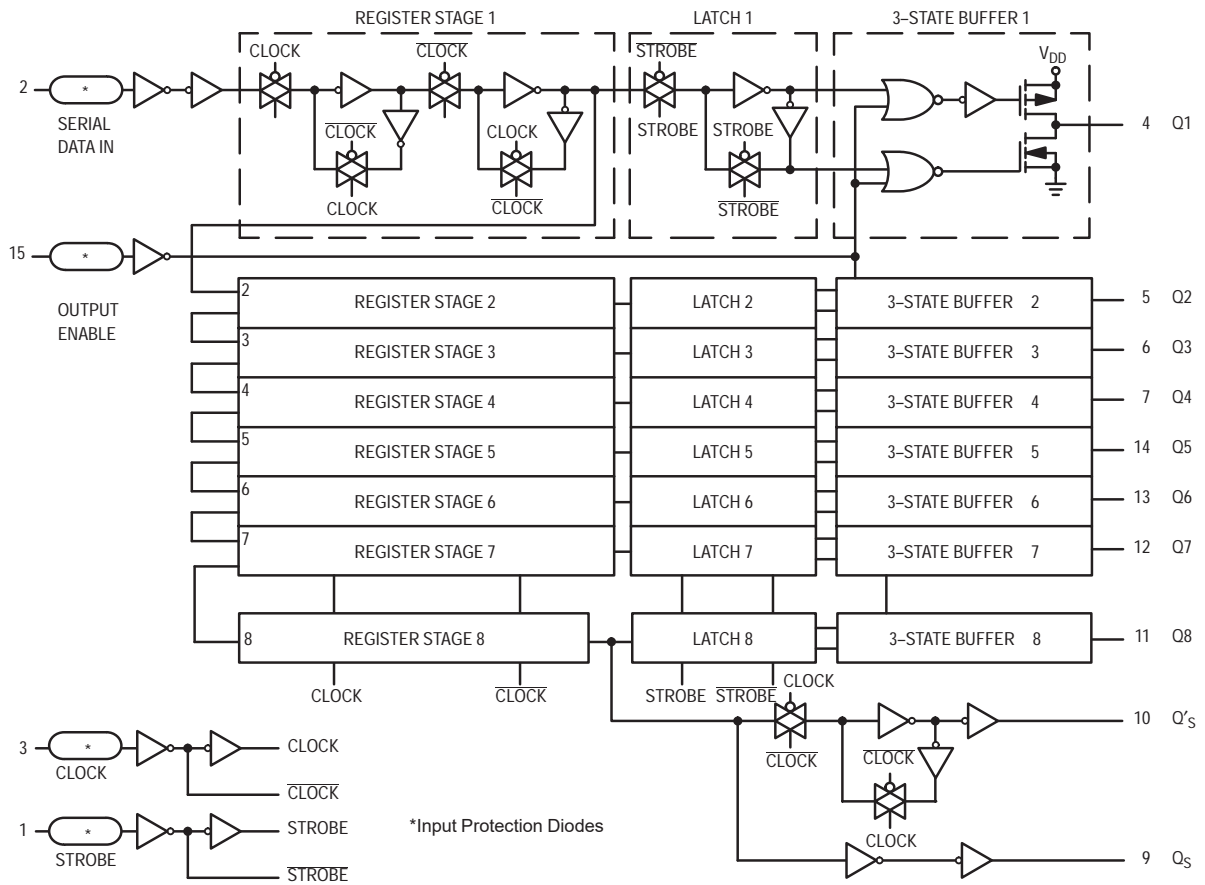 REGISTER STAGE 1
LATCH 1
3–STATE BUFFER 1
CLOCK
CLOCK
STROBE
VDD
2
*
SERIAL
DATA IN
CLOCK
CLOCK
CLOCK
CLOCK
STROBE
STROBE
STROBE
4 Q1
15
*
OUTPUT
ENABLE
2
REGISTER STAGE 2
LATCH 2
3–STATE BUFFER 2
5 Q2
3
REGISTER STAGE 3
LATCH 3
3–STATE BUFFER 3
6 Q3
4
REGISTER STAGE 4
LATCH 4
3–STATE BUFFER 4
7 Q4
5
REGISTER STAGE 5
LATCH 5
3–STATE BUFFER 5
14 Q5
6
REGISTER STAGE 6
LATCH 6
3–STATE BUFFER 6
13 Q6
7
REGISTER STAGE 7
LATCH 7
3–STATE BUFFER 7
12 Q7
8
REGISTER STAGE 8
LATCH 8
3–STATE BUFFER 8
11 Q8
CLOCK
CLOCK
STROBE
STROBE
CLOCK
CLOCK
CLOCK
CLOCK
10 Q'S
3
*
CLOCK
CLOCK
CLOCK
1
*
STROBE
STROBE
STROBE
*Input Protection Diodes
9 QS